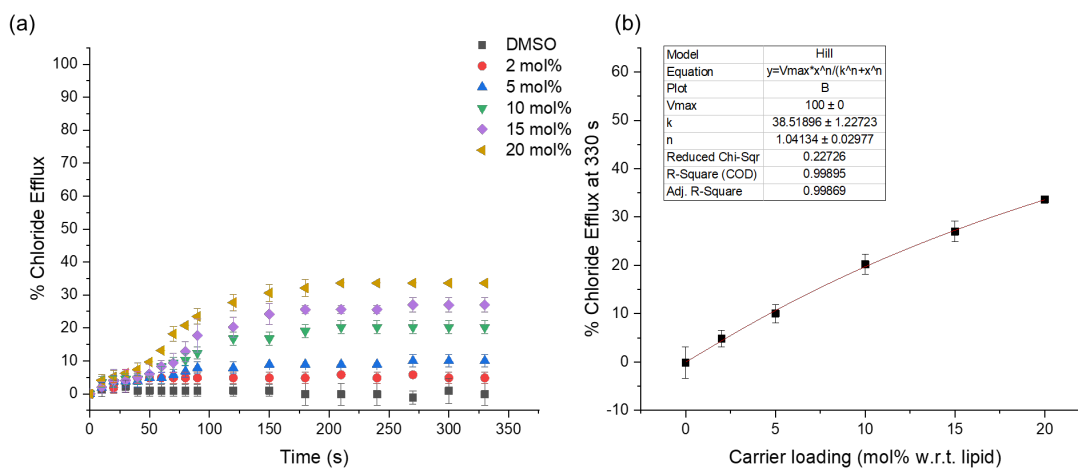 (a)
100
90
80
70
60
50
40
30
20
10
0
% Chloride Efflux
0 50 100 150 200 250 300 350
Time (s)
DMSO
2 mol%
5 mol%
10 mol%
15 mol%
20 mol%
(b)
60
50
40
30
20
10
0
-10
% Chloride Efflux at 330 s
0 5 10 15 20
Carrier loading (mol% w.r.t. lipid)
Model Hill
Equation y=Vmax*x^n/(k^n+x^n
Plot B
Vmax 100 ± 0
k 38.51896 ± 1.22723
n 1.04134 ± 0.02977
Reduced Chi-Sqr 0.22726
R-Square (COD) 0.99895
Adj. R-Square 0.99869